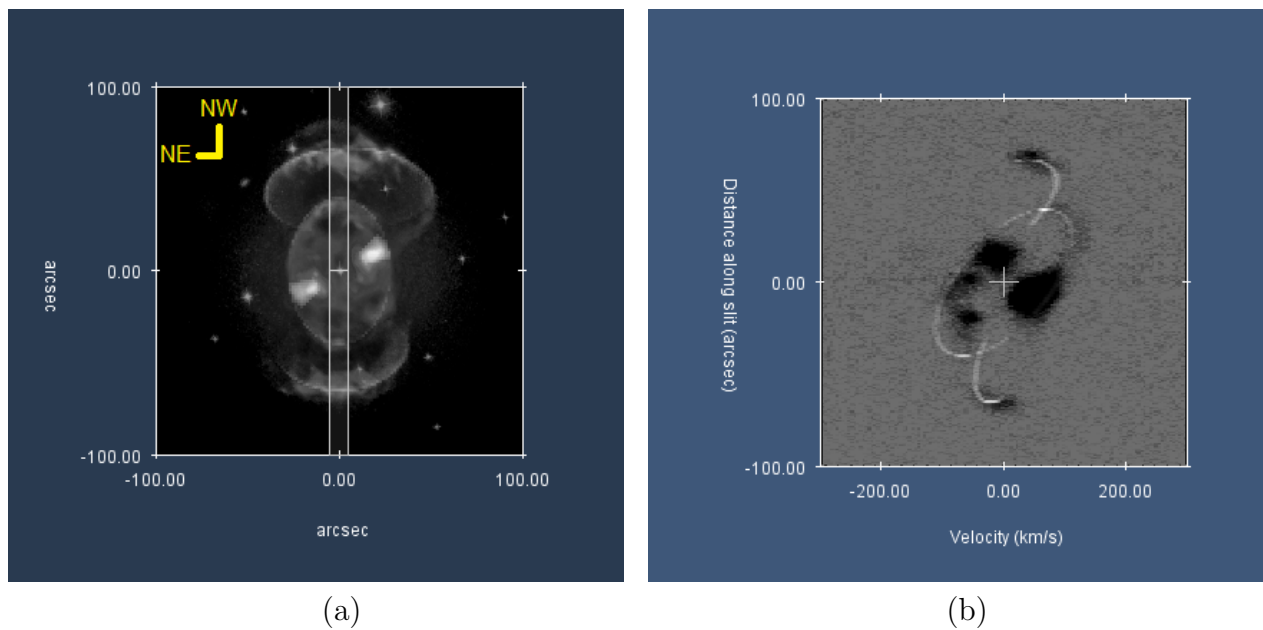 100.00
NW
NE
0.00
arcsec
-100.00
-100.00
0.00
100.00
arcsec
(a)
100.00
Distance along slit (arcsec)
0.00
-100.00
-200.00
0.00
200.00
Velocity (km/s)
(b)